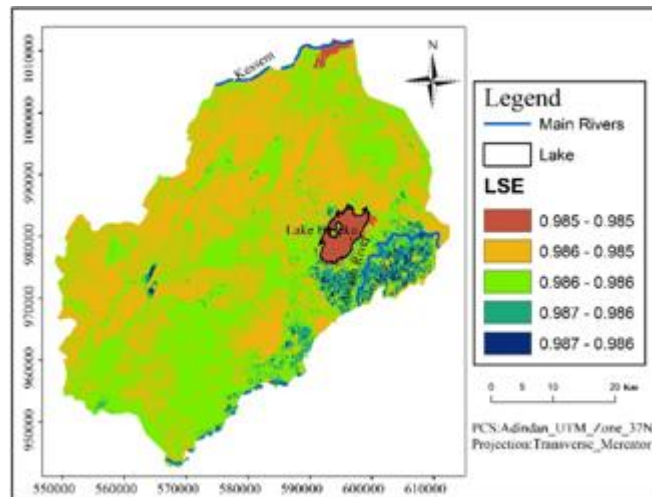 N
Kessem
Lake
River
Legend
Main Rivers
Lake
LSE
0.985 - 0.985
0.986 - 0.985
0.986 - 0.986
0.987 - 0.986
0.987 - 0.986
0 5 10 20 Km
PCS:Adindan_UTM_Zone_37N
Projection:Transverse_Mercator
1010000
1000000
990000
980000
970000
960000
950000
550000 560000 570000 580000 590000 600000 610000